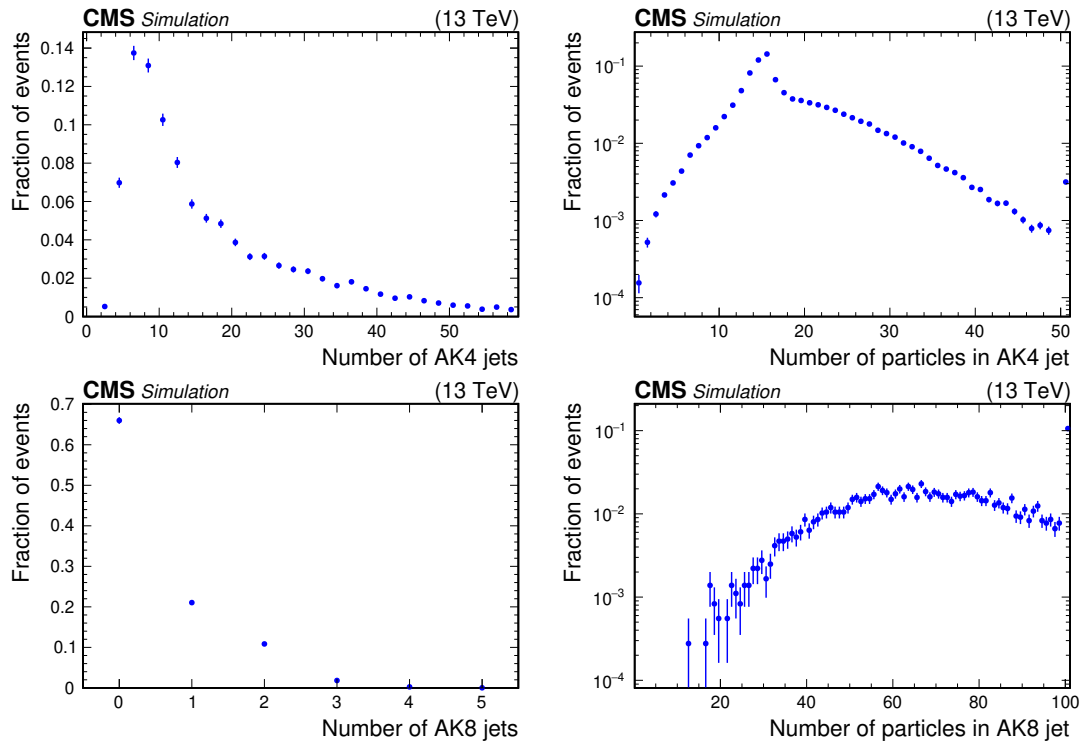 CMS Simulation (13 TeV)
Fraction of events
0.14
0.12
0.1
0.08
0.06
0.04
0.02
0
0 10 20 30 40 50
Number of AK4 jets
CMS Simulation (13 TeV)
Fraction of events
10⁻¹
10⁻²
10⁻³
10⁻⁴
10 20 30 40 50
Number of particles in AK4 jet
CMS Simulation (13 TeV)
Fraction of events
0.7
0.6
0.5
0.4
0.3
0.2
0.1
0
0 1 2 3 4 5
Number of AK8 jets
CMS Simulation (13 TeV)
Fraction of events
10⁻¹
10⁻²
10⁻³
10⁻⁴
20 40 60 80 100
Number of particles in AK8 jet